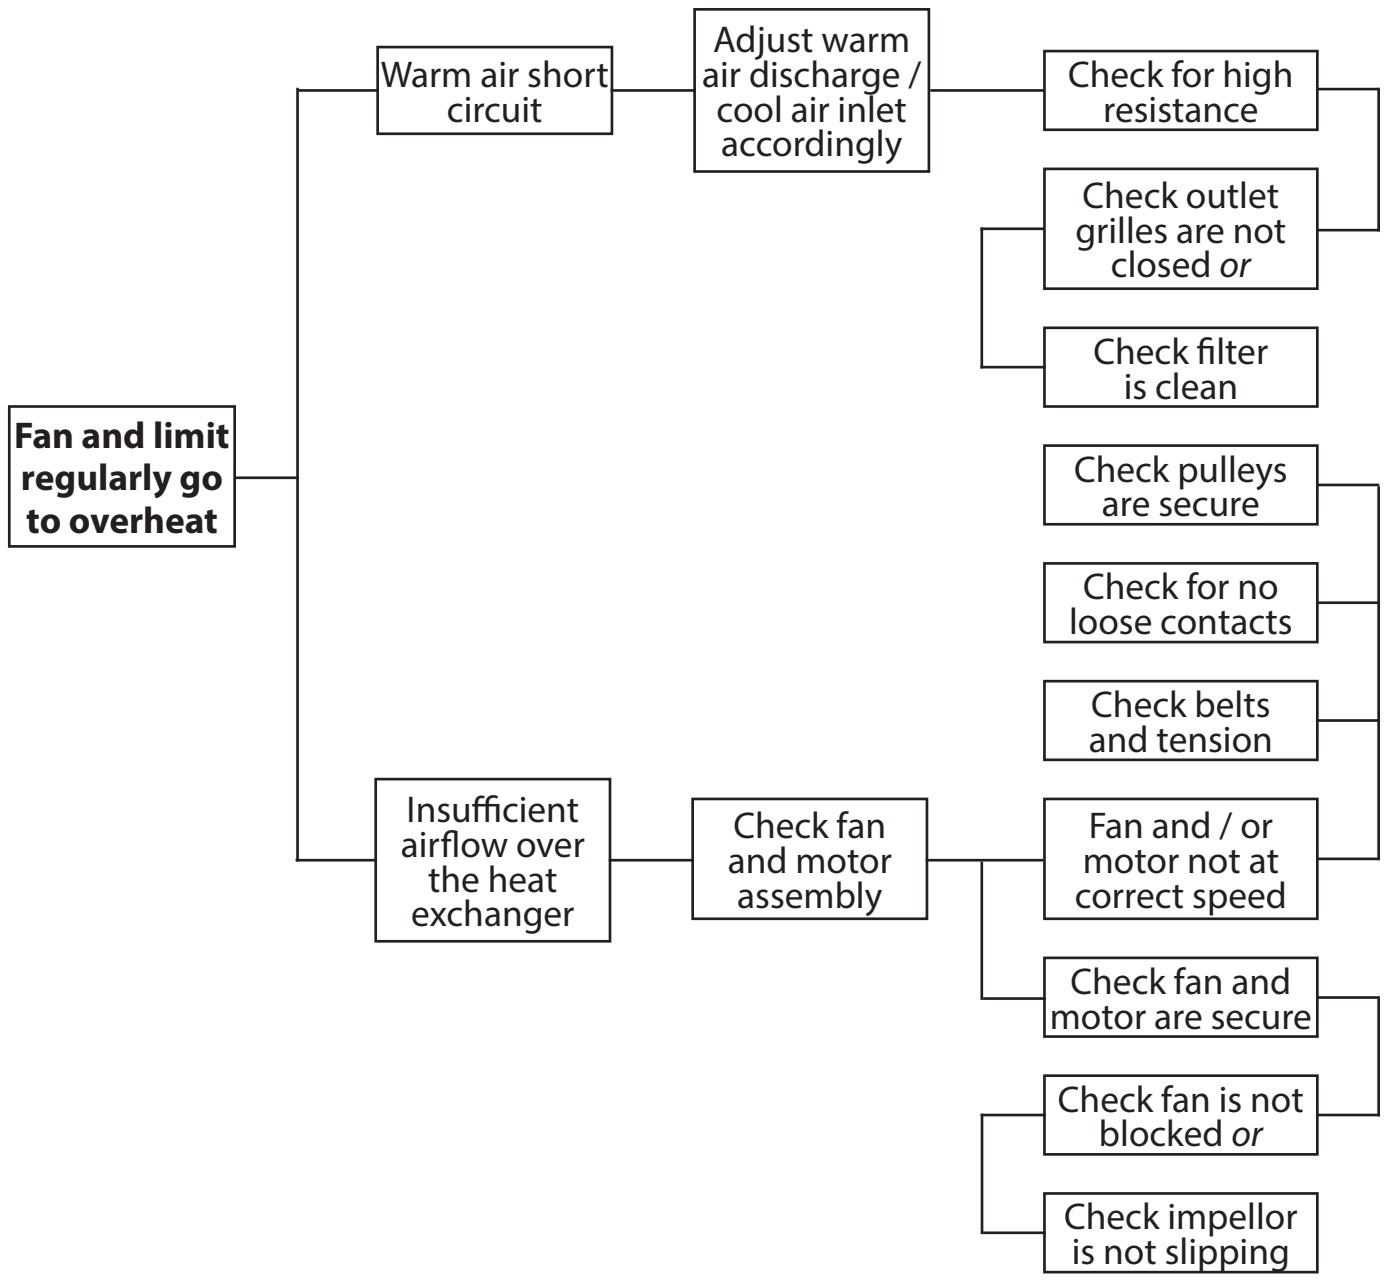 Warm air short
circuit
Adjust warm
air discharge /
cool air inlet
accordingly
Check for high
resistance
Check outlet
grilles are not
closed or
Check filter
is clean
Fan and limit
regularly go
to overheat
Check pulleys
are secure
Check for no
loose contacts
Check belts
and tension
Insufficient
airflow over
the heat
exchanger
Check fan
and motor
assembly
Fan and / or
motor not at
correct speed
Check fan and
motor are secure
Check fan is not
blocked or
Check impellor
is not slipping